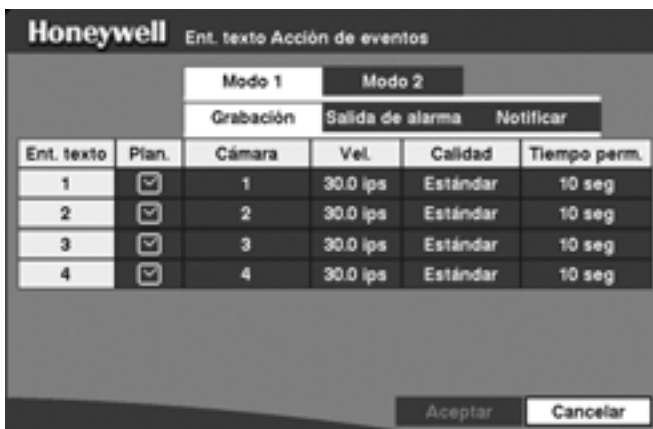 Honeywell Ent. texto Acción de eventos
Modo 1 Modo 2
Grabación Salida de alarma Notificar
Ent. texto Plan. Cámara Vel. Calidad Tiempo perm.
1 1 30.0 ips Estándar 10 seg
2 2 30.0 ips Estándar 10 seg
3 3 30.0 ips Estándar 10 seg
4 4 30.0 ips Estándar 10 seg
Aceptar Cancelar